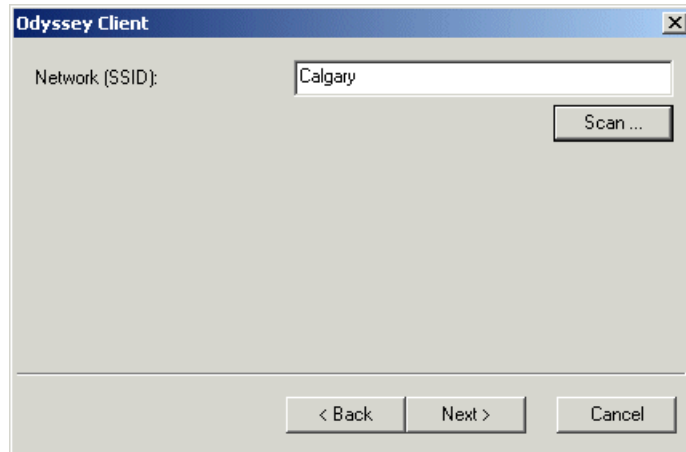 Odyssey Client
Network (SSID): Calgary
Scan ...
< Back Next > Cancel